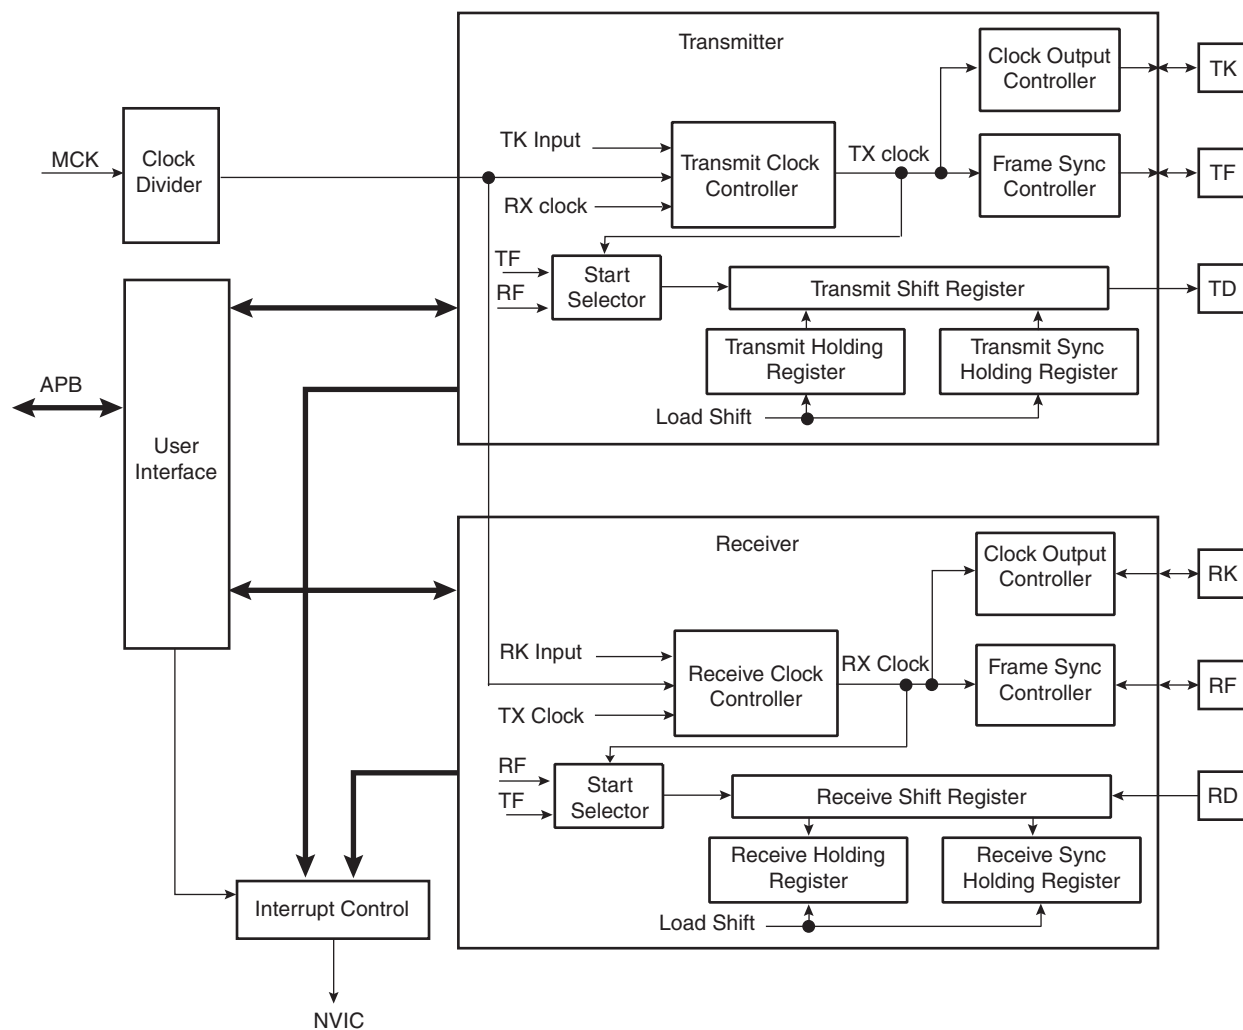 Transmitter
Clock Output
Controller
TK
MCK
Clock
Divider
TK Input
Transmit Clock
Controller
RX clock
TX clock
Frame Sync
Controller
TF
TF
RF
Start
Selector
Transmit Shift Register
TD
Transmit Holding
Register
Transmit Sync
Holding Register
Load Shift
APB
User
Interface
Receiver
Clock Output
Controller
RK
RK Input
Receive Clock
Controller
TX Clock
RX Clock
Frame Sync
Controller
RF
RF
TF
Start
Selector
Receive Shift Register
RD
Receive Holding
Register
Receive Sync
Holding Register
Load Shift
Interrupt Control
NVIC